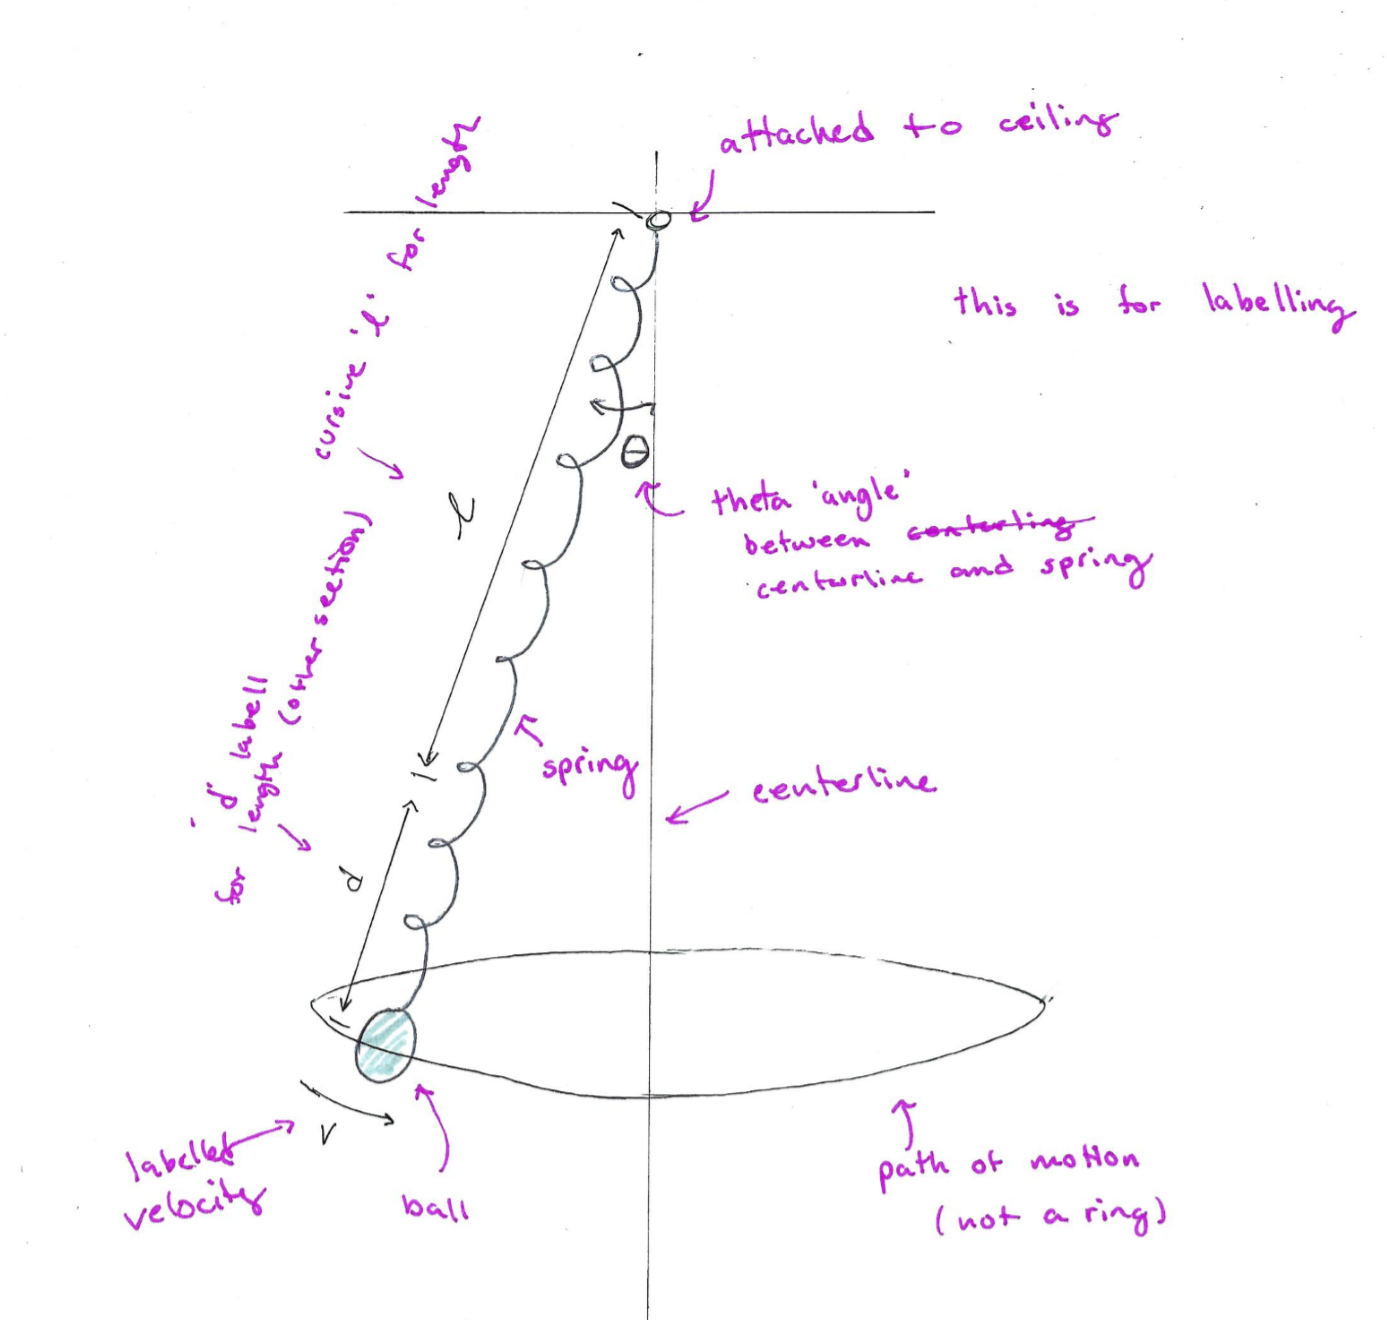 attached to ceiling
cursive 'l' for length
this is for labelling
l
θ
theta 'angle'
between centerling
centerline and spring
'd' labell
for length (other section)
spring
centerline
d
v
labelled
velocity
ball
path of motion
(not a ring)